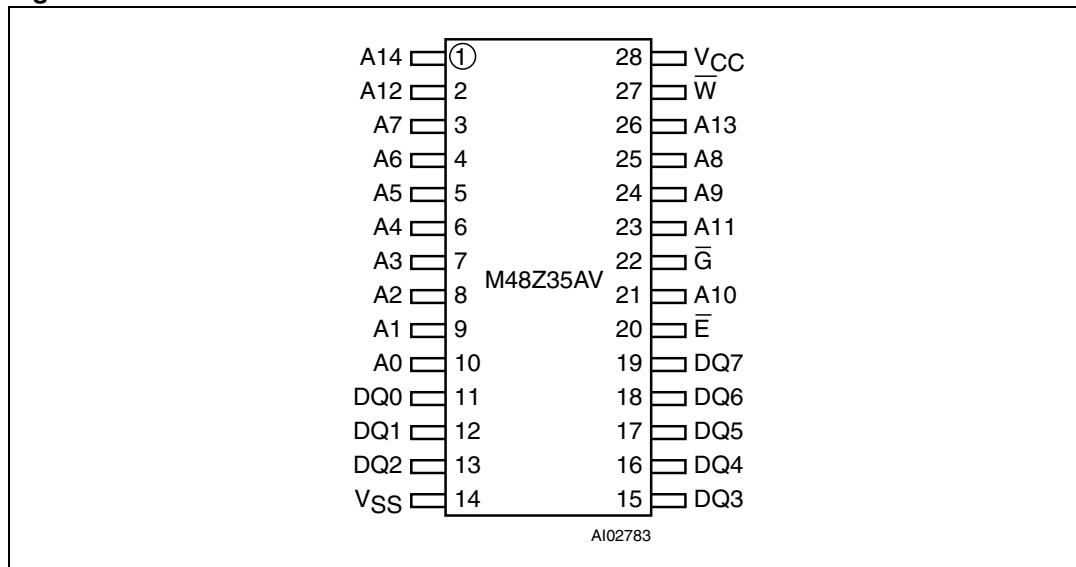 A14 1 28 VCC
A12 2 27 W̅
A7 3 26 A13
A6 4 25 A8
A5 5 24 A9
A4 6 23 A11
A3 7 22 G̅
M48Z35AV
A2 8 21 A10
A1 9 20 E̅
A0 10 19 DQ7
DQ0 11 18 DQ6
DQ1 12 17 DQ5
DQ2 13 16 DQ4
VSS 14 15 DQ3
AI02783